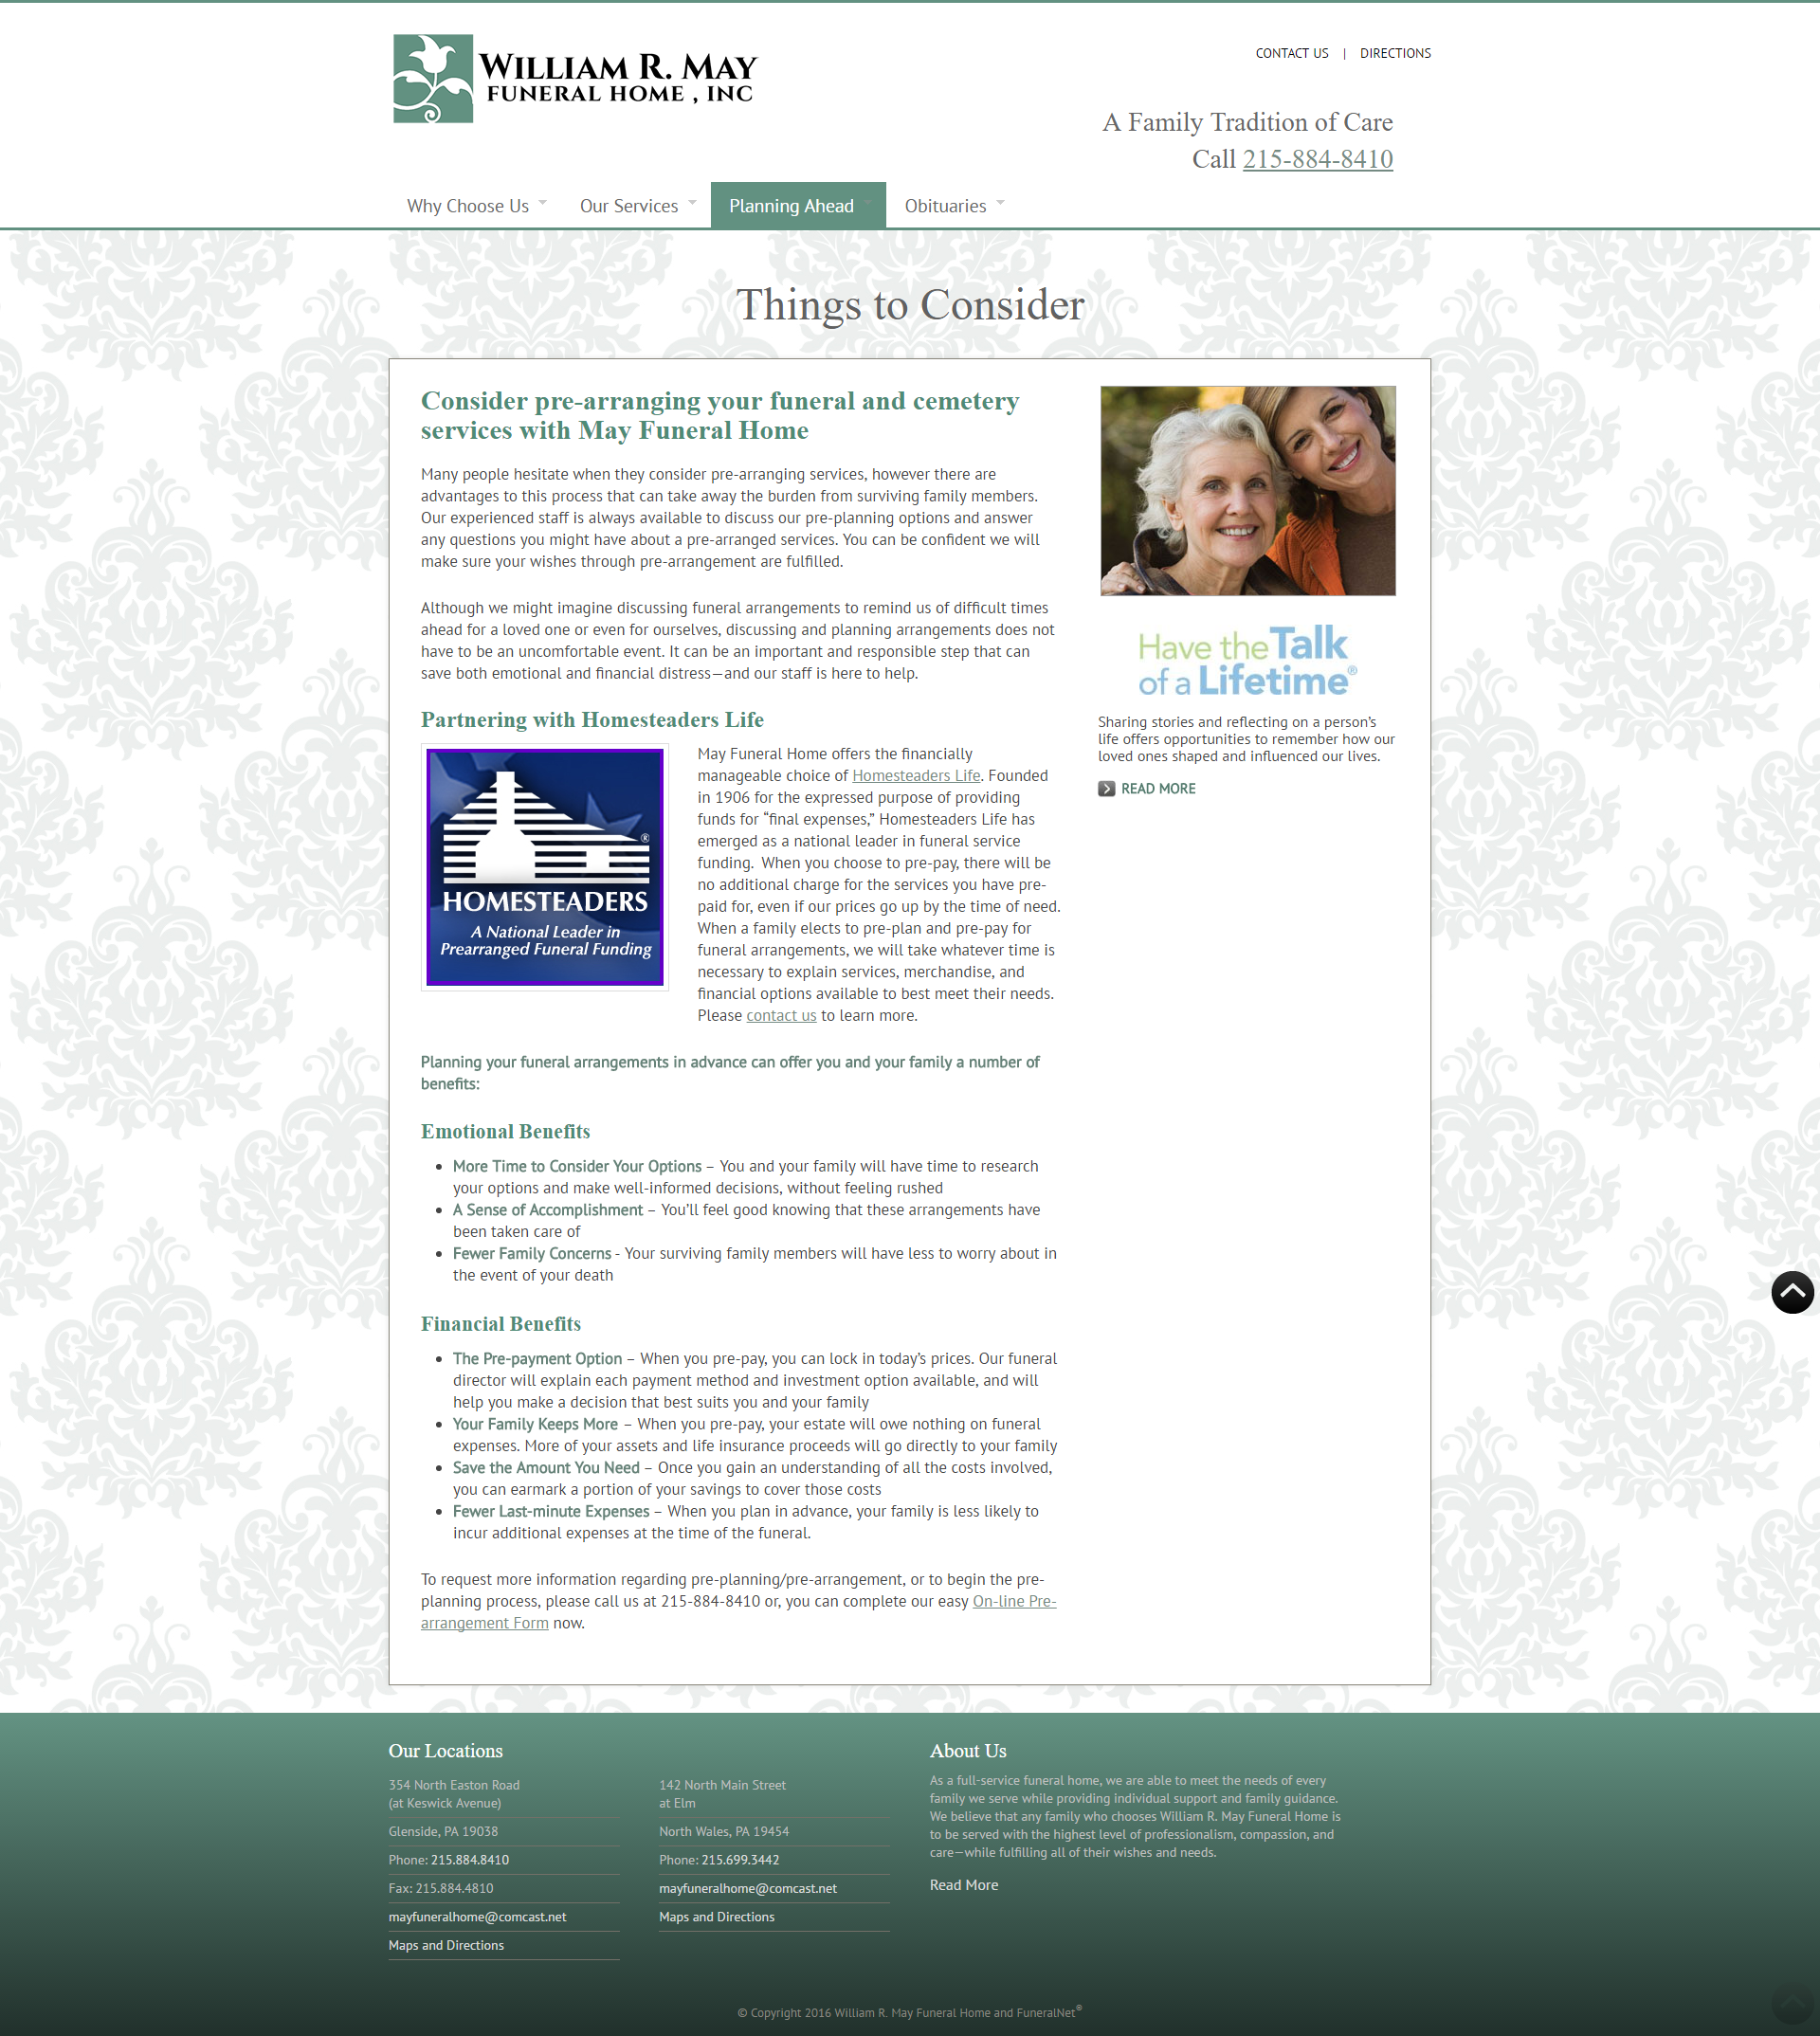 WILLIAM R. MAY
FUNERAL HOME , INC
CONTACT US | DIRECTIONS
A Family Tradition of Care
Call 215-884-8410
Why Choose Us Our Services Planning Ahead Obituaries
Things to Consider
Consider pre-arranging your funeral and cemetery
services with May Funeral Home
Many people hesitate when they consider pre-arranging services, however there are
advantages to this process that can take away the burden from surviving family members.
Our experienced staff is always available to discuss our pre-planning options and answer
any questions you might have about a pre-arranged services. You can be confident we will
make sure your wishes through pre-arrangement are fulfilled.
Although we might imagine discussing funeral arrangements to remind us of difficult times
ahead for a loved one or even for ourselves, discussing and planning arrangements does not
have to be an uncomfortable event. It can be an important and responsible step that can
save both emotional and financial distress—and our staff is here to help.
Partnering with Homesteaders Life
HOMESTEADERS ®
A National Leader in
Prearranged Funeral Funding
May Funeral Home offers the financially
manageable choice of Homesteaders Life. Founded
in 1906 for the expressed purpose of providing
funds for “final expenses,” Homesteaders Life has
emerged as a national leader in funeral service
funding. When you choose to pre-pay, there will be
no additional charge for the services you have pre-
paid for, even if our prices go up by the time of need.
When a family elects to pre-plan and pre-pay for
funeral arrangements, we will take whatever time is
necessary to explain services, merchandise, and
financial options available to best meet their needs.
Please contact us to learn more.
Planning your funeral arrangements in advance can offer you and your family a number of
benefits:
Emotional Benefits
• More Time to Consider Your Options – You and your family will have time to research
your options and make well-informed decisions, without feeling rushed
• A Sense of Accomplishment – You’ll feel good knowing that these arrangements have
been taken care of
• Fewer Family Concerns - Your surviving family members will have less to worry about in
the event of your death
Financial Benefits
• The Pre-payment Option – When you pre-pay, you can lock in today’s prices. Our funeral
director will explain each payment method and investment option available, and will
help you make a decision that best suits you and your family
• Your Family Keeps More – When you pre-pay, your estate will owe nothing on funeral
expenses. More of your assets and life insurance proceeds will go directly to your family
• Save the Amount You Need – Once you gain an understanding of all the costs involved,
you can earmark a portion of your savings to cover those costs
• Fewer Last-minute Expenses – When you plan in advance, your family is less likely to
incur additional expenses at the time of the funeral.
To request more information regarding pre-planning/pre-arrangement, or to begin the pre-
planning process, please call us at 215-884-8410 or, you can complete our easy On-line Pre-
arrangement Form now.
Have the Talk
of a Lifetime®
Sharing stories and reflecting on a person’s
life offers opportunities to remember how our
loved ones shaped and influenced our lives.
READ MORE
Our Locations
354 North Easton Road
(at Keswick Avenue)
Glenside, PA 19038
Phone: 215.884.8410
Fax: 215.884.4810
mayfuneralhome@comcast.net
Maps and Directions
142 North Main Street
at Elm
North Wales, PA 19454
Phone: 215.699.3442
mayfuneralhome@comcast.net
Maps and Directions
About Us
As a full-service funeral home, we are able to meet the needs of every
family we serve while providing individual support and family guidance.
We believe that any family who chooses William R. May Funeral Home is
to be served with the highest level of professionalism, compassion, and
care—while fulfilling all of their wishes and needs.
Read More
© Copyright 2016 William R. May Funeral Home and FuneralNet®